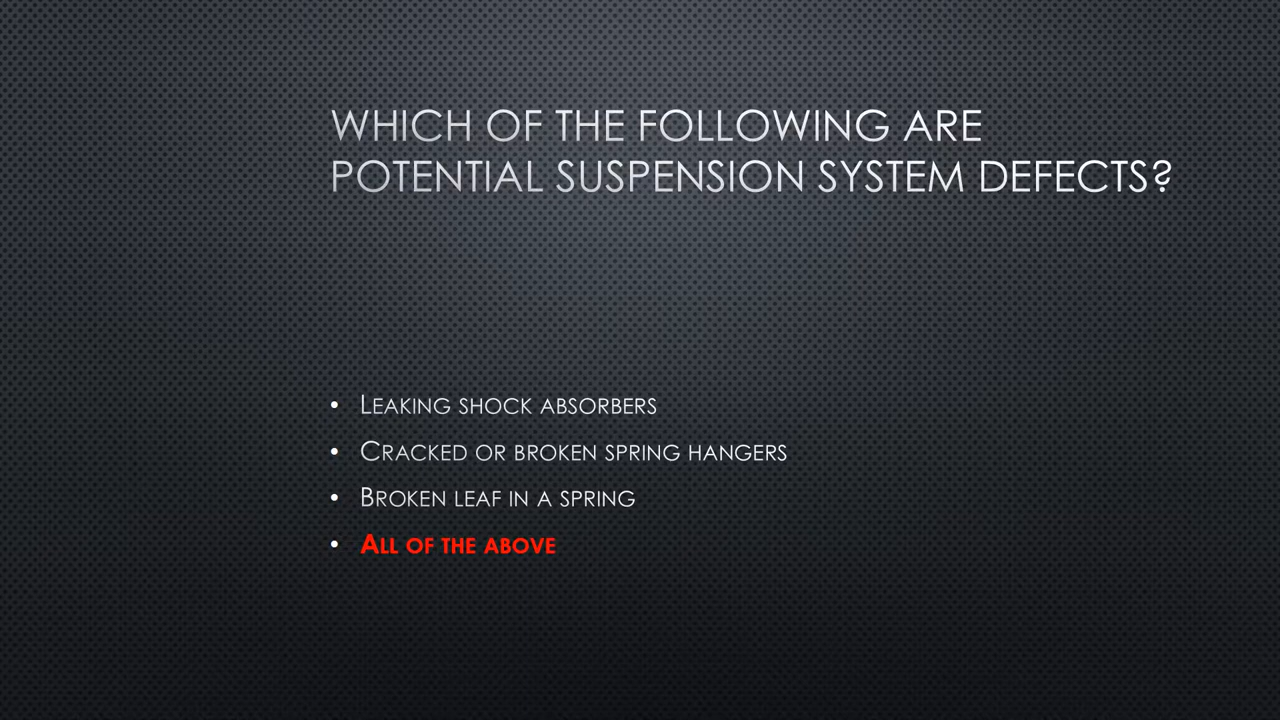 WHICH OF THE FOLLOWING ARE
POTENTIAL SUSPENSION SYSTEM DEFECTS?
• LEAKING SHOCK ABSORBERS
• CRACKED OR BROKEN SPRING HANGERS
• BROKEN LEAF IN A SPRING
• ALL OF THE ABOVE